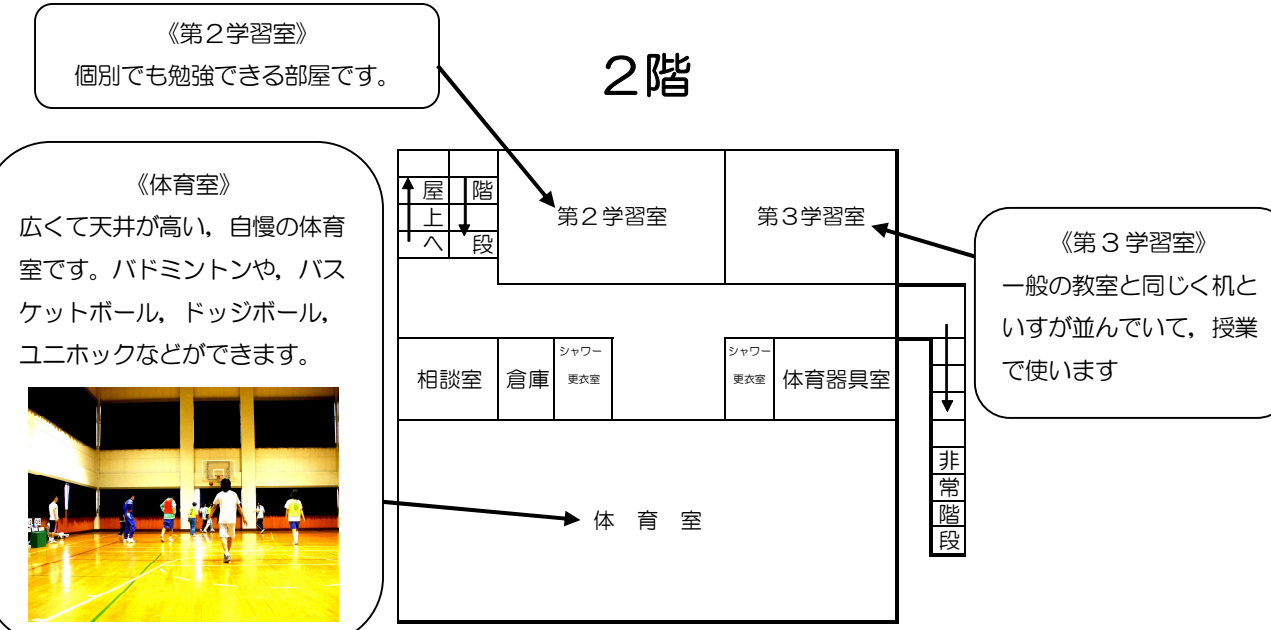 《第２学習室》
個別でも勉強できる部屋です。
２階
《体育室》
広くて天井が高い，自慢の体育
室です。バドミントンや，バス
ケットボール，ドッジボール，
ユニホックなどができます。
屋上へ
階段
第２学習室
第３学習室
《第３学習室》
一般の教室と同じく机と
いすが並んでいて，授業
で使います
相談室
倉庫
シャワー
更衣室
シャワー
更衣室
体育器具室
非常階段
体育室